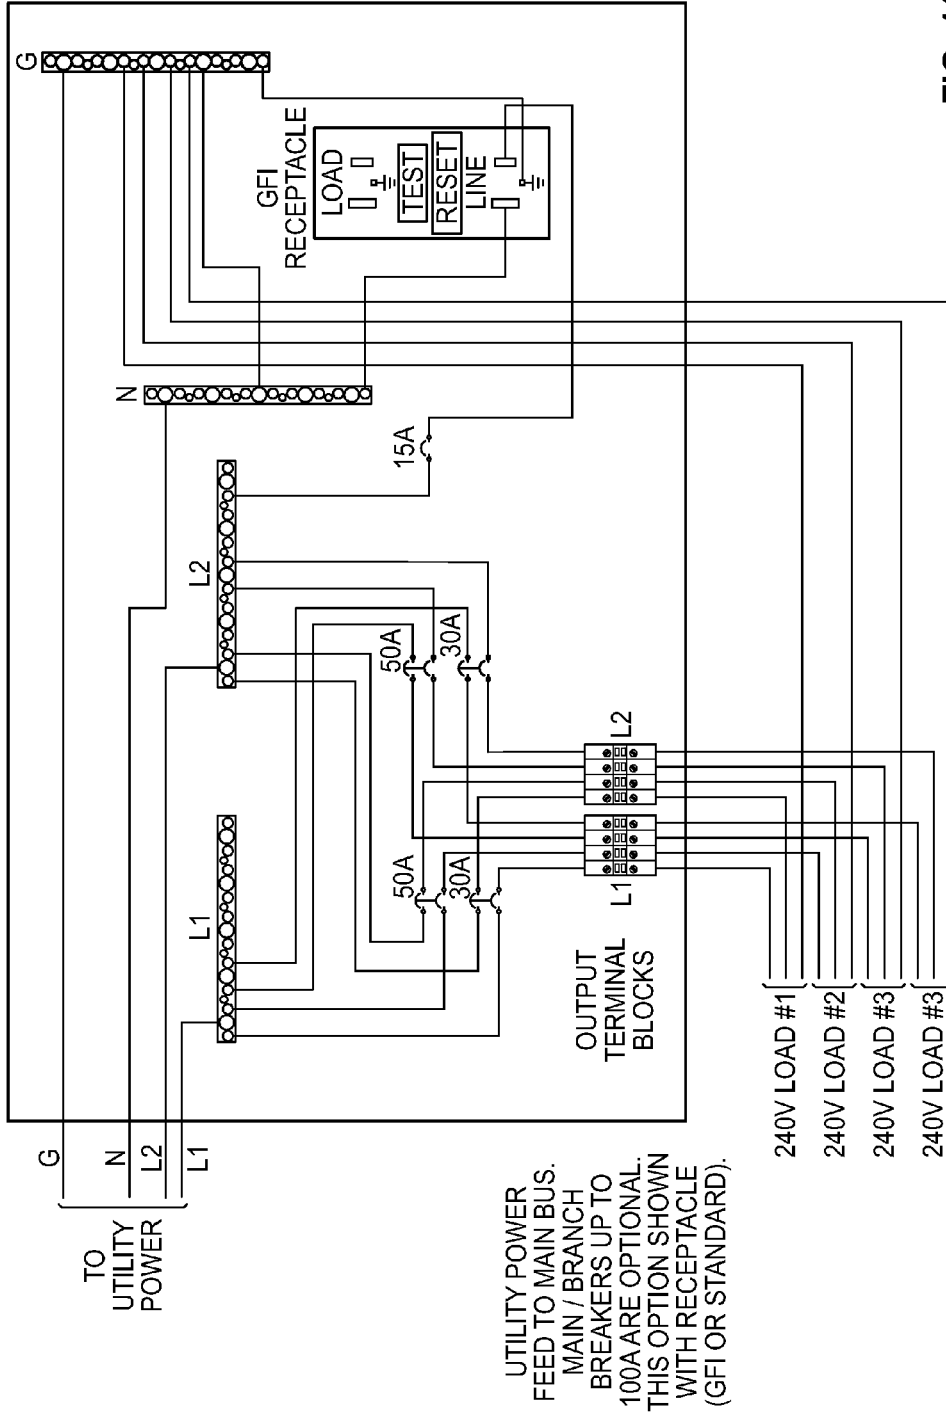 TO
UTILITY
POWER
G
N
L2
L1
G
N
L1
L2
GFI
RECEPTACLE
LOAD
TEST
RESET
LINE
15A
50A
30A
50A
30A
OUTPUT
TERMINAL
BLOCKS
L1
L2
UTILITY POWER
FEED TO MAIN BUS.
MAIN / BRANCH
BREAKERS UP TO
100A ARE OPTIONAL.
THIS OPTION SHOWN
WITH RECEPTACLE
(GFI OR STANDARD).
240V LOAD #1
240V LOAD #2
240V LOAD #3
240V LOAD #3
FIG.